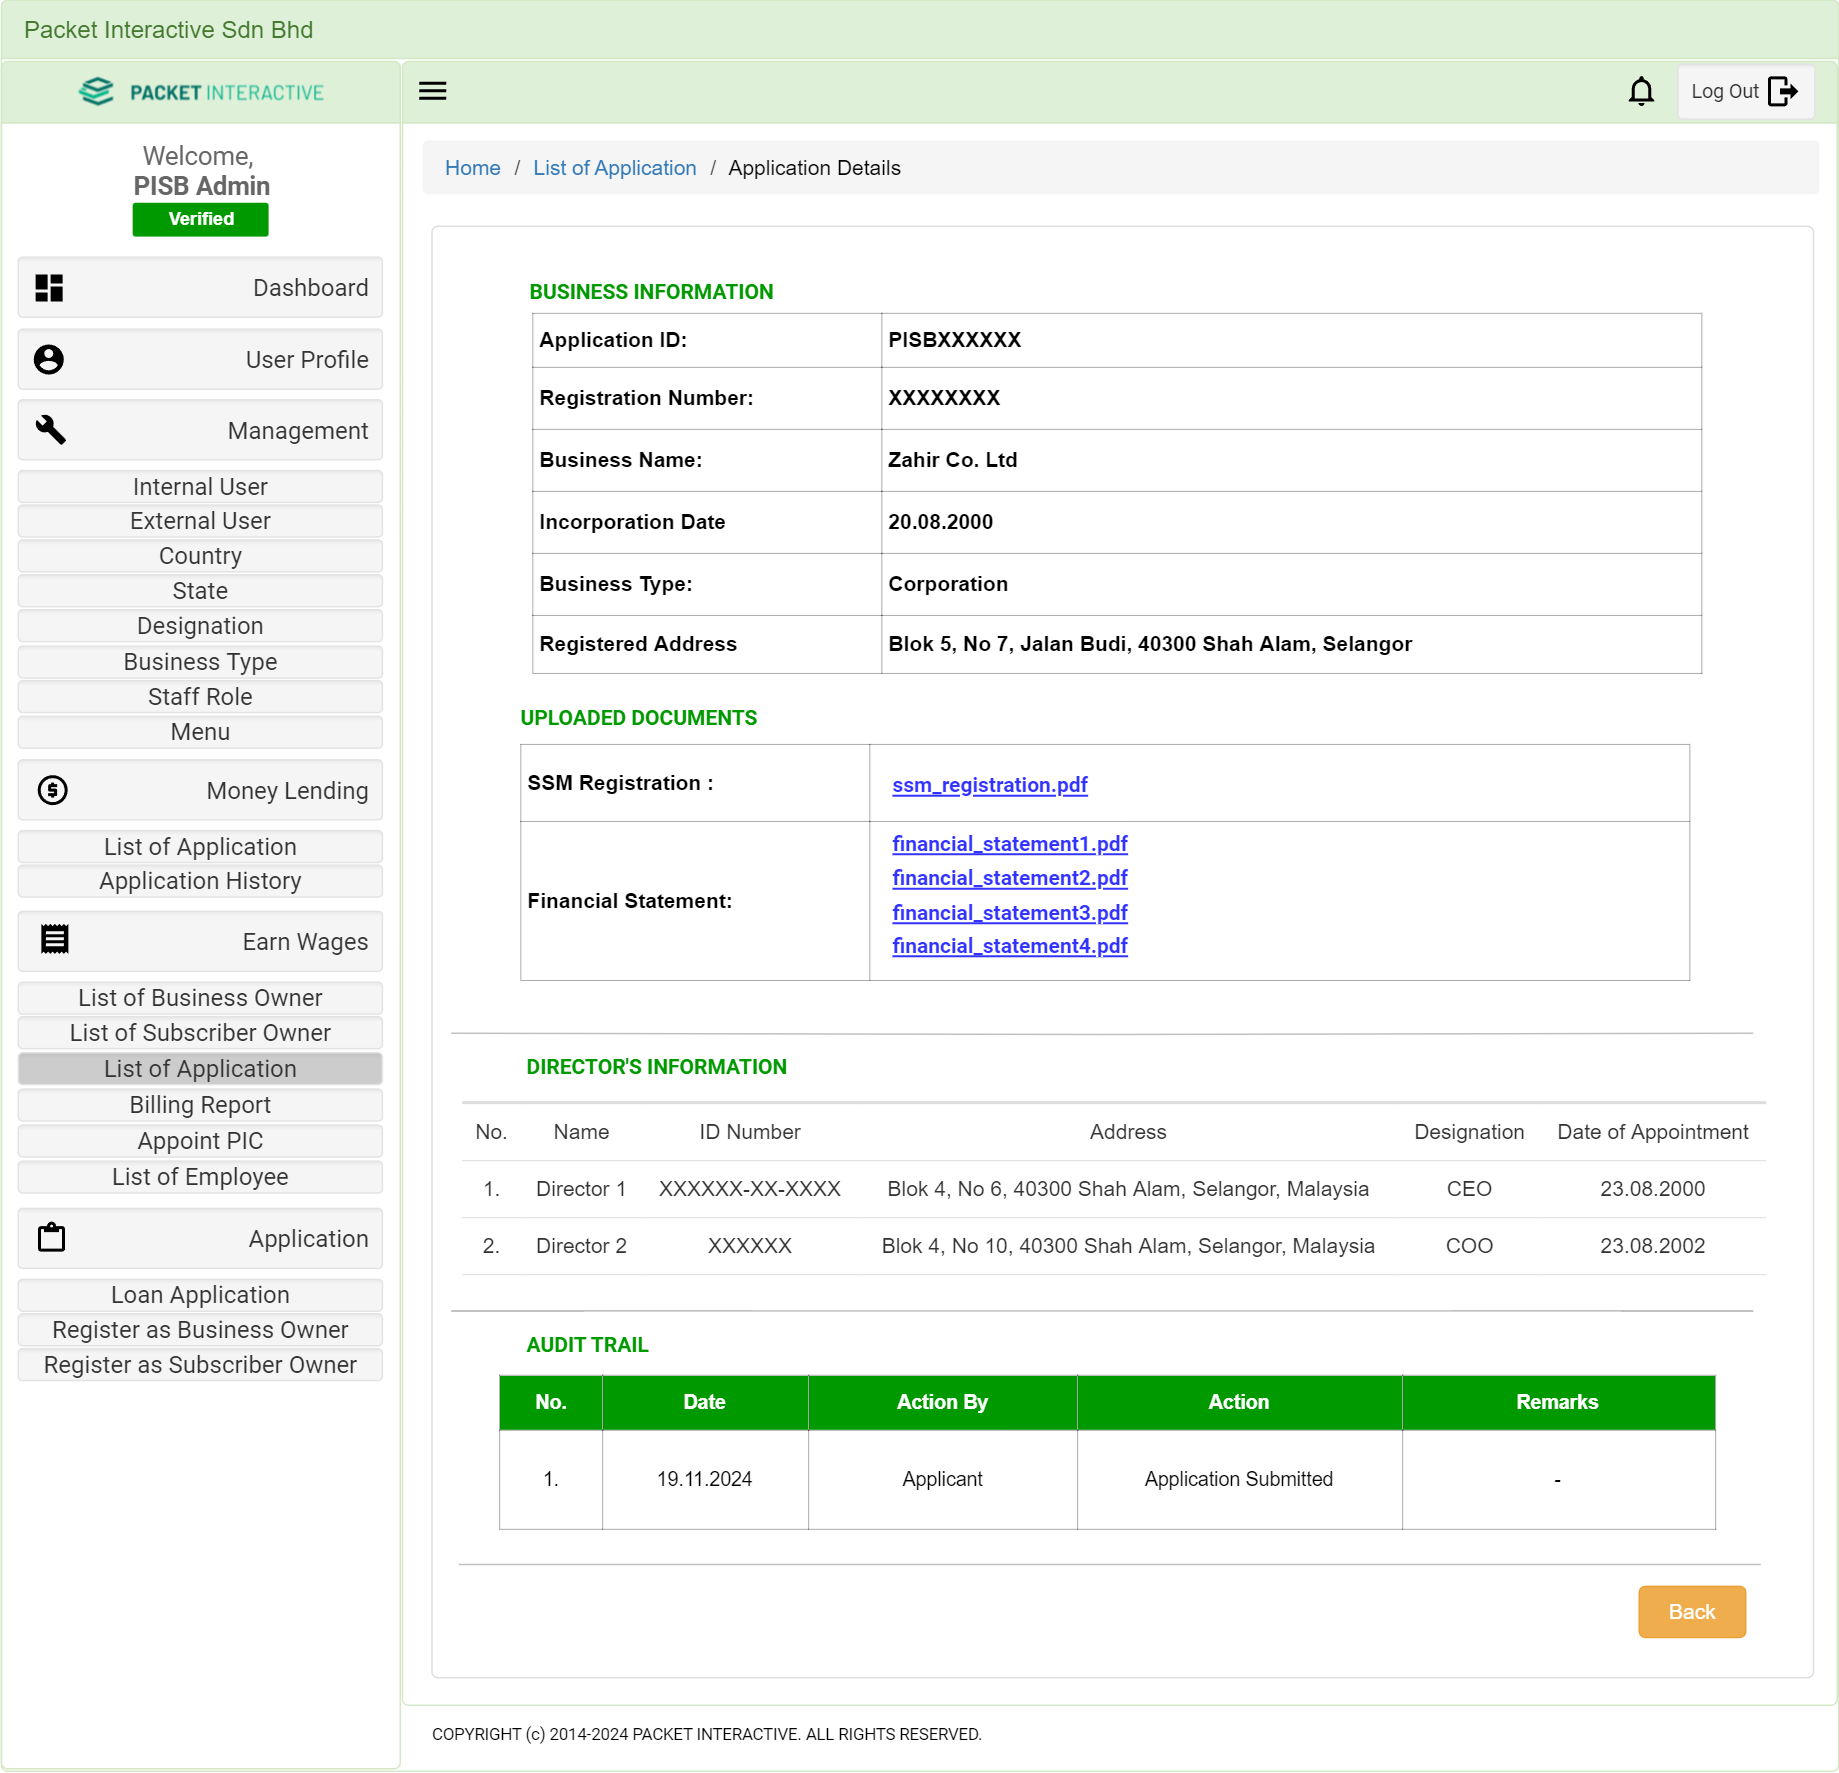 Packet Interactive Sdn Bhd
PACKET INTERACTIVE
Log Out
Welcome,
PISB Admin
Verified
Dashboard
User Profile
Management
Internal User
External User
Country
State
Designation
Business Type
Staff Role
Menu
Money Lending
List of Application
Application History
Earn Wages
List of Business Owner
List of Subscriber Owner
List of Application
Billing Report
Appoint PIC
List of Employee
Application
Loan Application
Register as Business Owner
Register as Subscriber Owner
Home / List of Application / Application Details
BUSINESS INFORMATION
Application ID: PISBXXXXXX
Registration Number: XXXXXXXX
Business Name: Zahir Co. Ltd
Incorporation Date 20.08.2000
Business Type: Corporation
Registered Address Blok 5, No 7, Jalan Budi, 40300 Shah Alam, Selangor
UPLOADED DOCUMENTS
SSM Registration : ssm_registration.pdf
Financial Statement:
financial_statement1.pdf
financial_statement2.pdf
financial_statement3.pdf
financial_statement4.pdf
DIRECTOR'S INFORMATION
No. Name ID Number Address Designation Date of Appointment
1. Director 1 XXXXXX-XX-XXXX Blok 4, No 6, 40300 Shah Alam, Selangor, Malaysia CEO 23.08.2000
2. Director 2 XXXXXX Blok 4, No 10, 40300 Shah Alam, Selangor, Malaysia COO 23.08.2002
AUDIT TRAIL
No. Date Action By Action Remarks
1. 19.11.2024 Applicant Application Submitted -
Back
COPYRIGHT (c) 2014-2024 PACKET INTERACTIVE. ALL RIGHTS RESERVED.